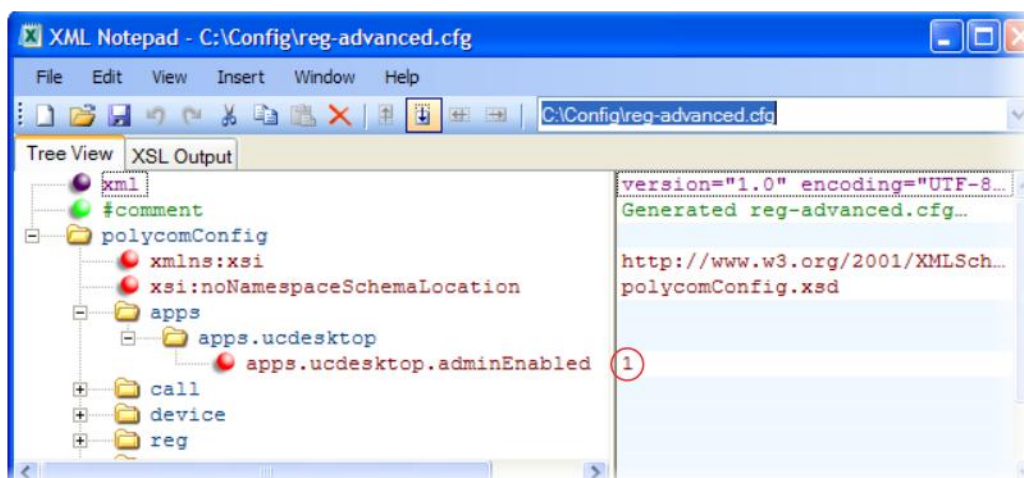 XML Notepad - C:\Config\reg-advanced.cfg
File Edit View Insert Window Help
C:\Config\reg-advanced.cfg
Tree View XSL Output
xml version="1.0" encoding="UTF-8...
#comment Generated reg-advanced.cfg...
polycomConfig
xmlns:xsi http://www.w3.org/2001/XMLSch...
xsi:noNamespaceSchemaLocation polycomConfig.xsd
apps
apps.ucdesktop
apps.ucdesktop.adminEnabled 1
call
device
reg